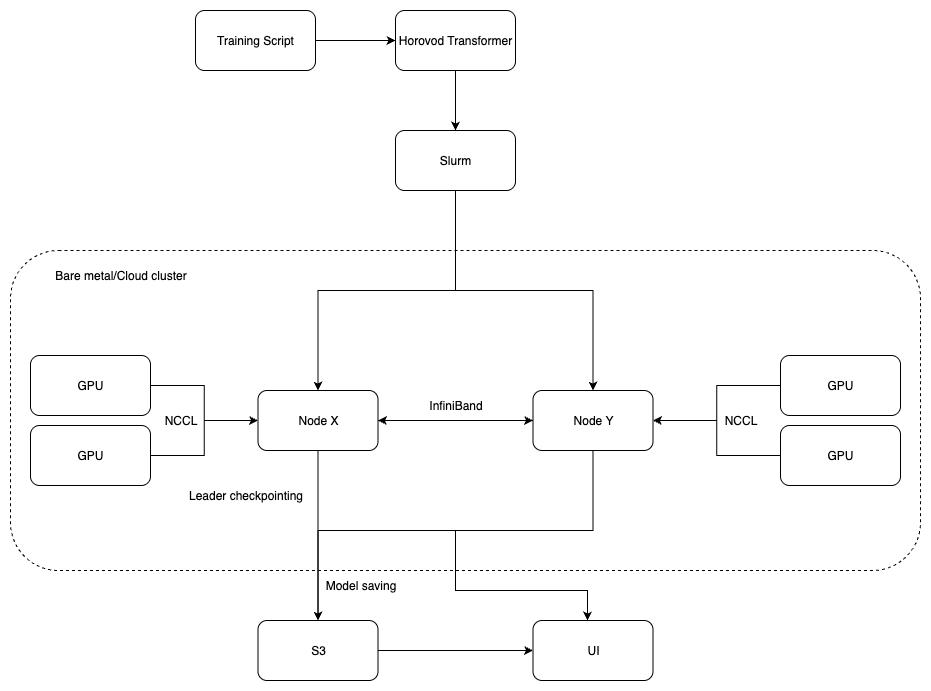 Training Script
Horovod Transformer
Slurm
Bare metal/Cloud cluster
GPU
GPU
NCCL
Node X
InfiniBand
Node Y
NCCL
GPU
GPU
Leader checkpointing
Model saving
S3
UI